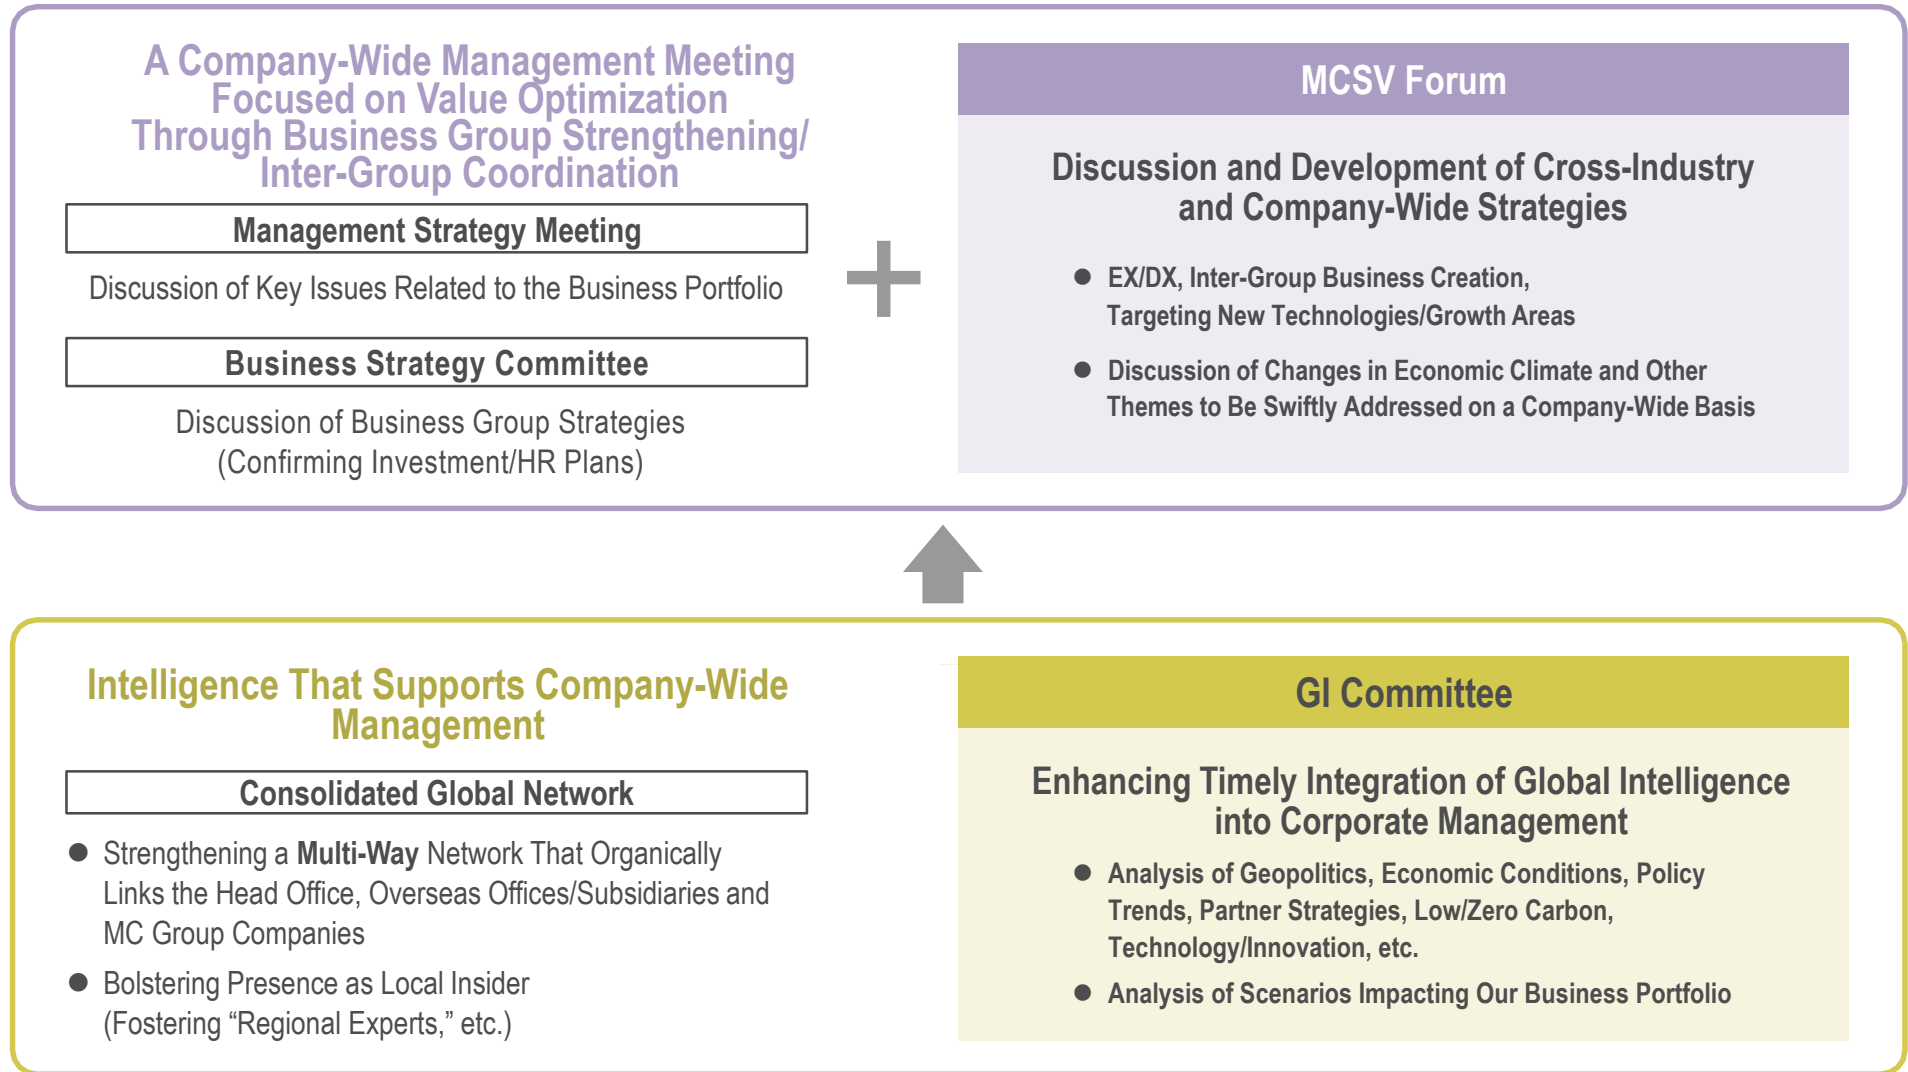 A Company-Wide Management Meeting
Focused on Value Optimization
Through Business Group Strengthening/
Inter-Group Coordination
Management Strategy Meeting
Discussion of Key Issues Related to the Business Portfolio
Business Strategy Committee
Discussion of Business Group Strategies
(Confirming Investment/HR Plans)
+
MCSV Forum
Discussion and Development of Cross-Industry
and Company-Wide Strategies
● EX/DX, Inter-Group Business Creation,
Targeting New Technologies/Growth Areas
● Discussion of Changes in Economic Climate and Other
Themes to Be Swiftly Addressed on a Company-Wide Basis
Intelligence That Supports Company-Wide
Management
Consolidated Global Network
● Strengthening a Multi-Way Network That Organically
Links the Head Office, Overseas Offices/Subsidiaries and
MC Group Companies
● Bolstering Presence as Local Insider
(Fostering “Regional Experts,” etc.)
GI Committee
Enhancing Timely Integration of Global Intelligence
into Corporate Management
● Analysis of Geopolitics, Economic Conditions, Policy
Trends, Partner Strategies, Low/Zero Carbon,
Technology/Innovation, etc.
● Analysis of Scenarios Impacting Our Business Portfolio